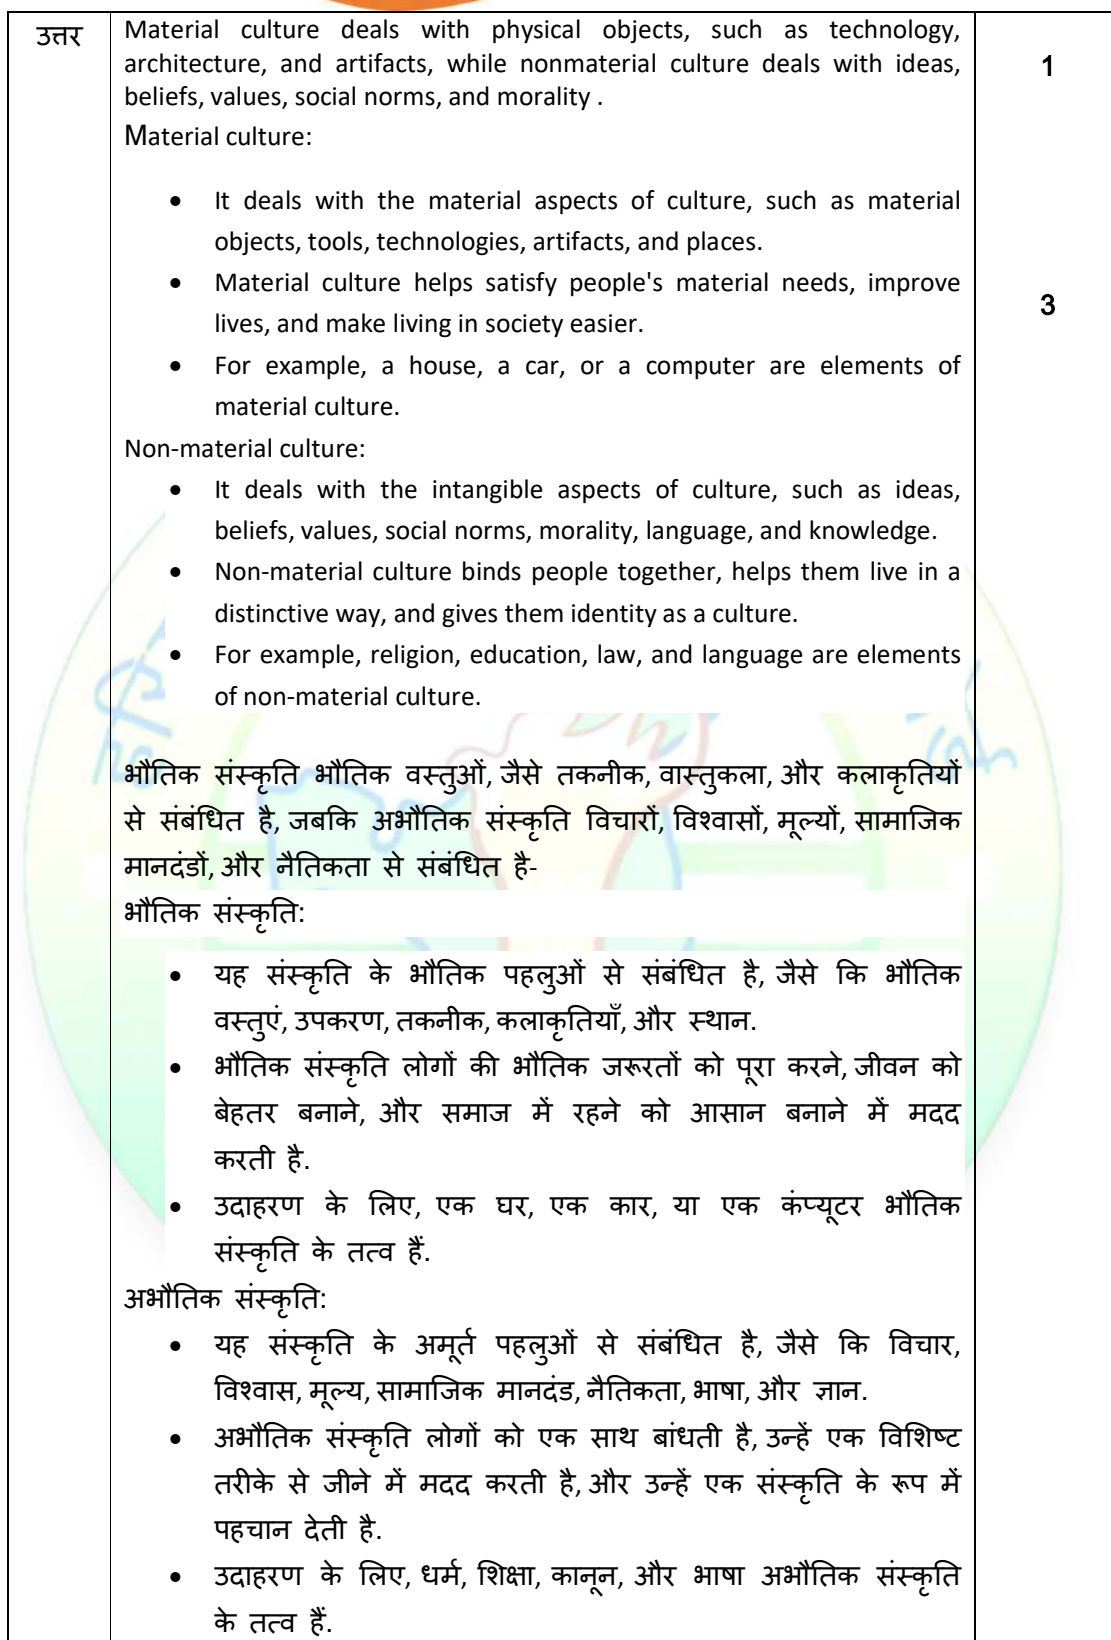 उत्तर
Material culture deals with physical objects, such as technology,
architecture, and artifacts, while nonmaterial culture deals with ideas,
beliefs, values, social norms, and morality .
1
Material culture:
• It deals with the material aspects of culture, such as material
objects, tools, technologies, artifacts, and places.
• Material culture helps satisfy people's material needs, improve
lives, and make living in society easier.
3
• For example, a house, a car, or a computer are elements of
material culture.
Non-material culture:
• It deals with the intangible aspects of culture, such as ideas,
beliefs, values, social norms, morality, language, and knowledge.
• Non-material culture binds people together, helps them live in a
distinctive way, and gives them identity as a culture.
• For example, religion, education, law, and language are elements
of non-material culture.
भौतिक संस्कृति भौतिक वस्तुओं, जैसे तकनीक, वास्तुकला, और कलाकृतियों
से संबंधित है, जबकि अभौतिक संस्कृति विचारों, विश्वासों, मूल्यों, सामाजिक
मानदंडों, और नैतिकता से संबंधित है-
भौतिक संस्कृति:
• यह संस्कृति के भौतिक पहलुओं से संबंधित है, जैसे कि भौतिक
वस्तुएं, उपकरण, तकनीक, कलाकृतियाँ, और स्थान.
• भौतिक संस्कृति लोगों की भौतिक जरूरतों को पूरा करने, जीवन को
बेहतर बनाने, और समाज में रहने को आसान बनाने में मदद
करती है.
• उदाहरण के लिए, एक घर, एक कार, या एक कंप्यूटर भौतिक
संस्कृति के तत्व हैं.
अभौतिक संस्कृति:
• यह संस्कृति के अमूर्त पहलुओं से संबंधित है, जैसे कि विचार,
विश्वास, मूल्य, सामाजिक मानदंड, नैतिकता, भाषा, और ज्ञान.
• अभौतिक संस्कृति लोगों को एक साथ बांधती है, उन्हें एक विशिष्ट
तरीके से जीने में मदद करती है, और उन्हें एक संस्कृति के रूप में
पहचान देती है.
• उदाहरण के लिए, धर्म, शिक्षा, कानून, और भाषा अभौतिक संस्कृति
के तत्व हैं.